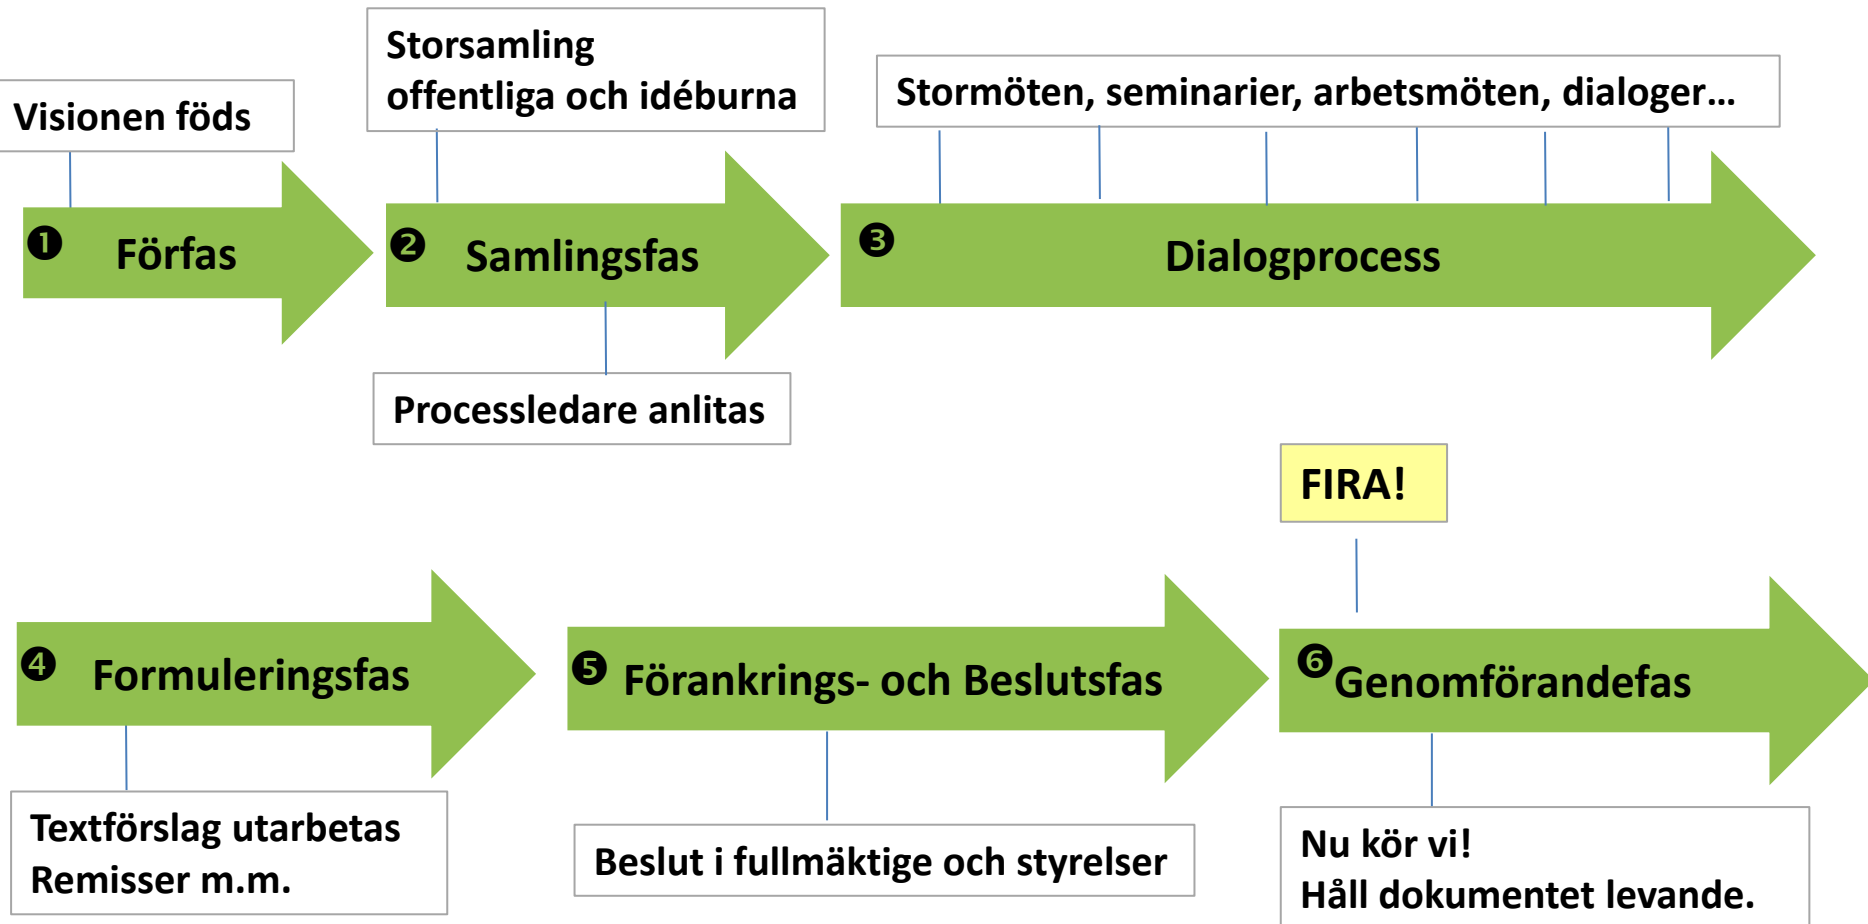 Visionen föds
Storsamling
offentliga och idéburna
Stormöten, seminarier, arbetsmöten, dialoger…
❶ Förfas
❷ Samlingsfas
❸ Dialogprocess
Processledare anlitas
FIRA!
❹ Formuleringsfas
❺ Förankrings- och Beslutsfas
❻ Genomförandefas
Textförslag utarbetas
Remisser m.m.
Beslut i fullmäktige och styrelser
Nu kör vi!
Håll dokumentet levande.